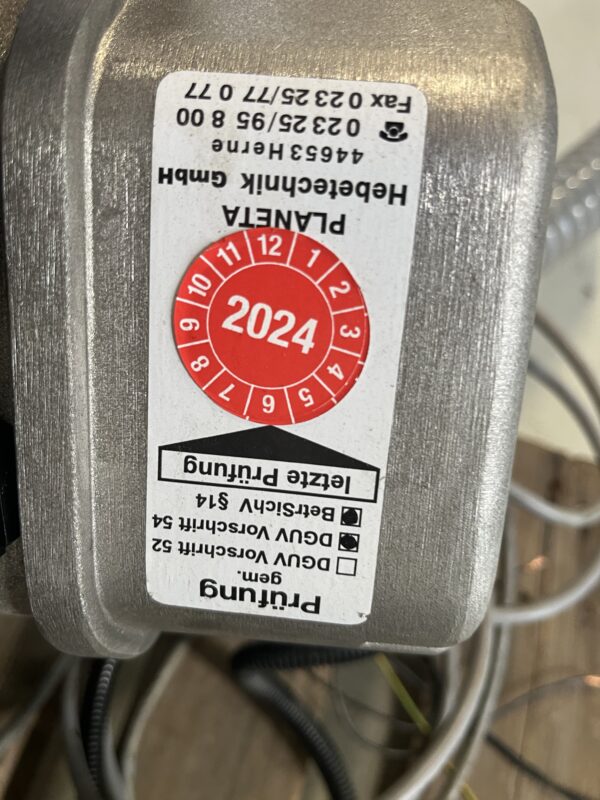 Prüfung
gem.
DGUV Vorschrift 52
DGUV Vorschrift 54
BetrSichV §14
letzte Prüfung
12
1
2
3
4
5
6
7
8
9
10
11
2024
PLANETA
Hebetechnik GmbH
44653 Herne
0 23 25/95 8 00
Fax 0 23 25/77 0 77